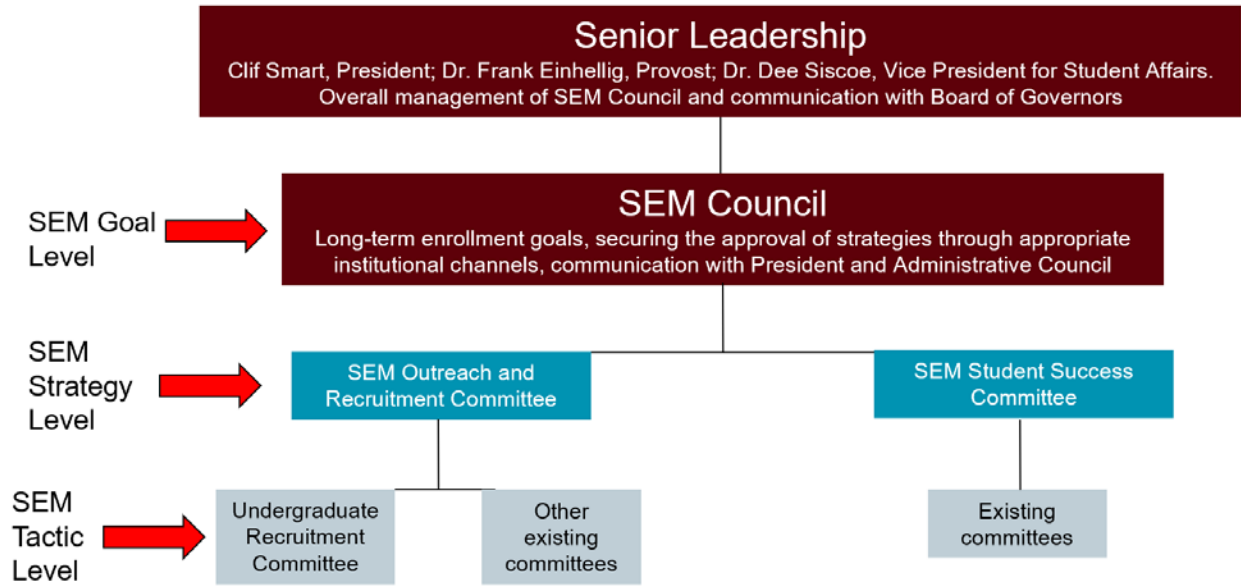 Senior Leadership
Clif Smart, President; Dr. Frank Einhellig, Provost; Dr. Dee Siscoe, Vice President for Student Affairs.
Overall management of SEM Council and communication with Board of Governors
SEM Goal
Level
SEM Council
Long-term enrollment goals, securing the approval of strategies through appropriate
institutional channels, communication with President and Administrative Council
SEM
Strategy
Level
SEM Outreach and
Recruitment Committee
SEM Student Success
Committee
SEM
Tactic
Level
Undergraduate
Recruitment
Committee
Other
existing
committees
Existing
committees